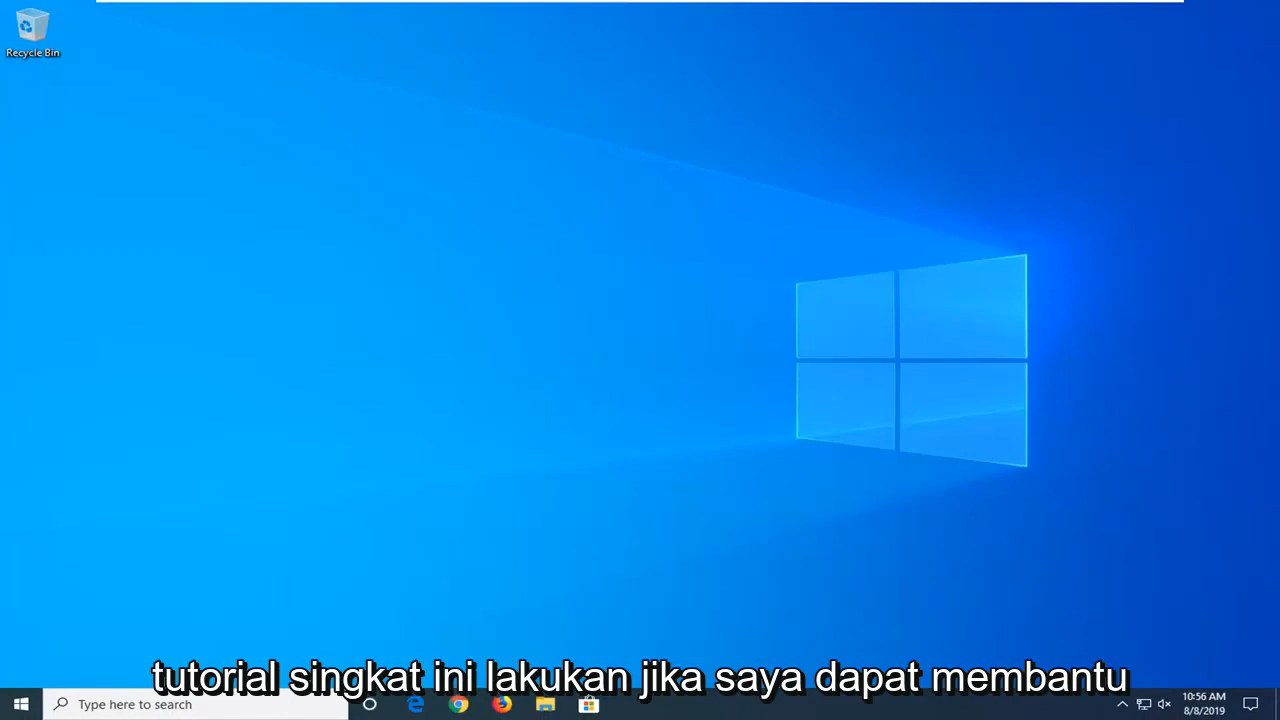 Recycle Bin
tutorial singkat ini lakukan jika saya dapat membantu
Type here to search
10:56 AM
8/8/2019